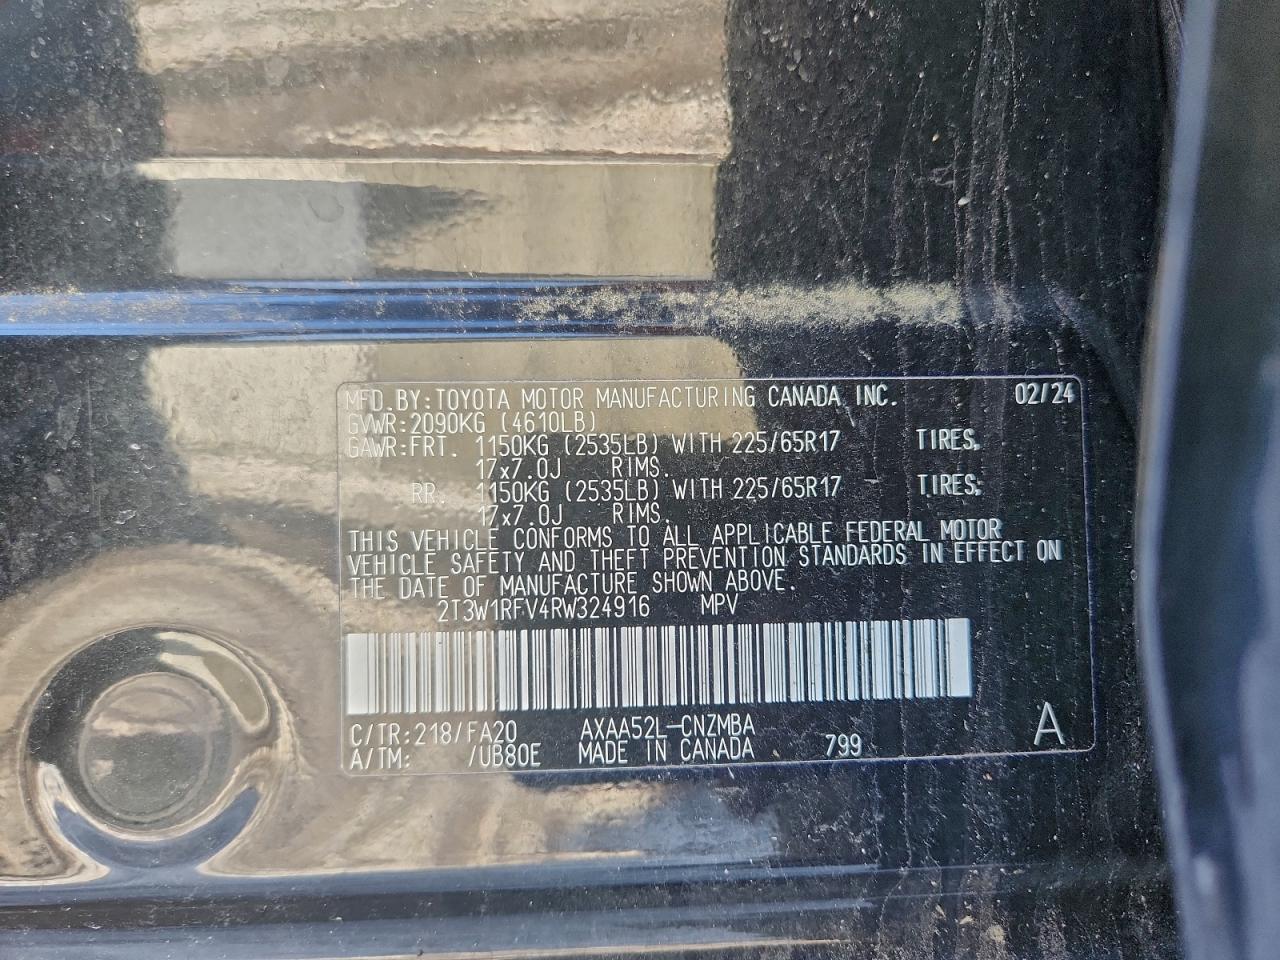 MFD.BY:TOYOTA MOTOR MANUFACTURING CANADA INC. 02/24
GVWR:2090KG (4610LB)
GAWR:FRT. 1150KG (2535LB) WITH 225/65R17 TIRES,
17x7.0J RIMS.
RR. 1150KG (2535LB) WITH 225/65R17 TIRES,
17x7.0J RIMS.
THIS VEHICLE CONFORMS TO ALL APPLICABLE FEDERAL MOTOR
VEHICLE SAFETY AND THEFT PREVENTION STANDARDS IN EFFECT ON
THE DATE OF MANUFACTURE SHOWN ABOVE.
2T3W1RFV4RW324916 MPV
C/TR:218/FA20 AXAA52L-CNZMBA
A/TM: /UB80E MADE IN CANADA 799 A